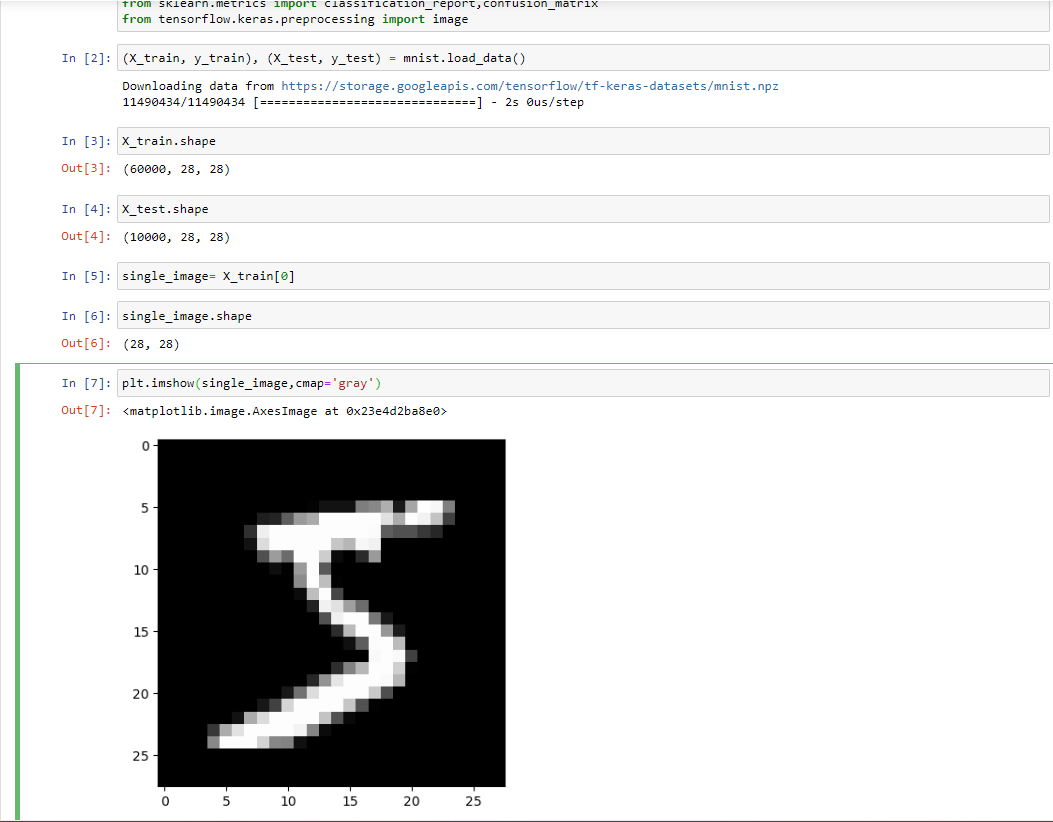 from sklearn.metrics import classification_report,confusion_matrix
from tensorflow.keras.preprocessing import image
In [2]: (X_train, y_train), (X_test, y_test) = mnist.load_data()
Downloading data from https://storage.googleapis.com/tensorflow/tf-keras-datasets/mnist.npz
11490434/11490434 [==============================] - 2s 0us/step
In [3]: X_train.shape
Out[3]: (60000, 28, 28)
In [4]: X_test.shape
Out[4]: (10000, 28, 28)
In [5]: single_image= X_train[0]
In [6]: single_image.shape
Out[6]: (28, 28)
In [7]: plt.imshow(single_image,cmap='gray')
Out[7]: <matplotlib.image.AxesImage at 0x23e4d2ba8e0>
0
5
10
15
20
25
0 5 10 15 20 25